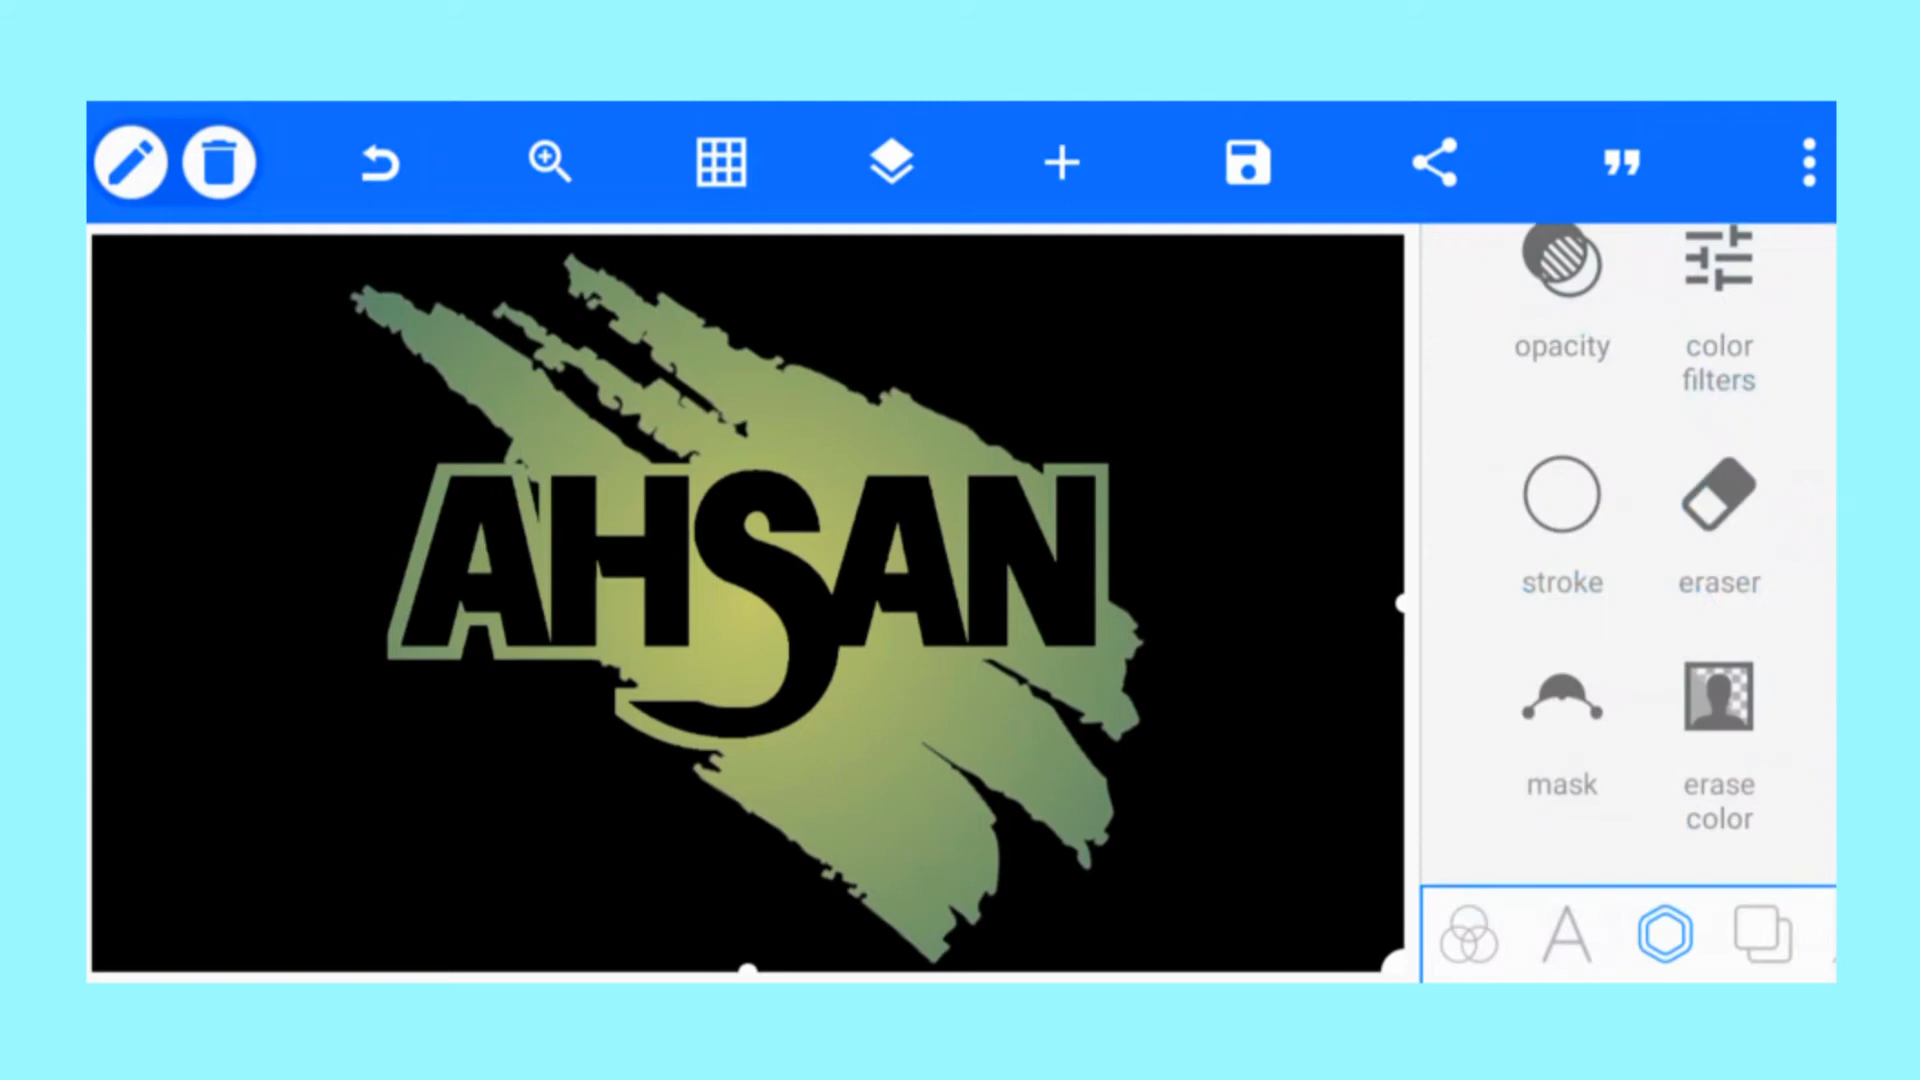 AHSAN
opacity
color
filters
stroke
eraser
mask
erase
color